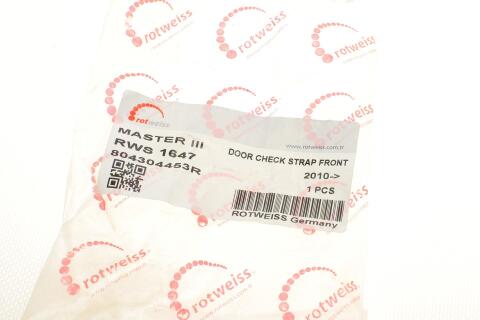 rotweiss
rotweiss
rotweiss
rotweiss
rotweiss
rotweiss
rotweiss
www.rotweiss.com.tr
MASTER III
RWS 1647
804304453R
DOOR CHECK STRAP FRONT
2010->
1 PCS
ROTWEISS Germany
rotweiss
rotweiss
rotweiss
rotweiss